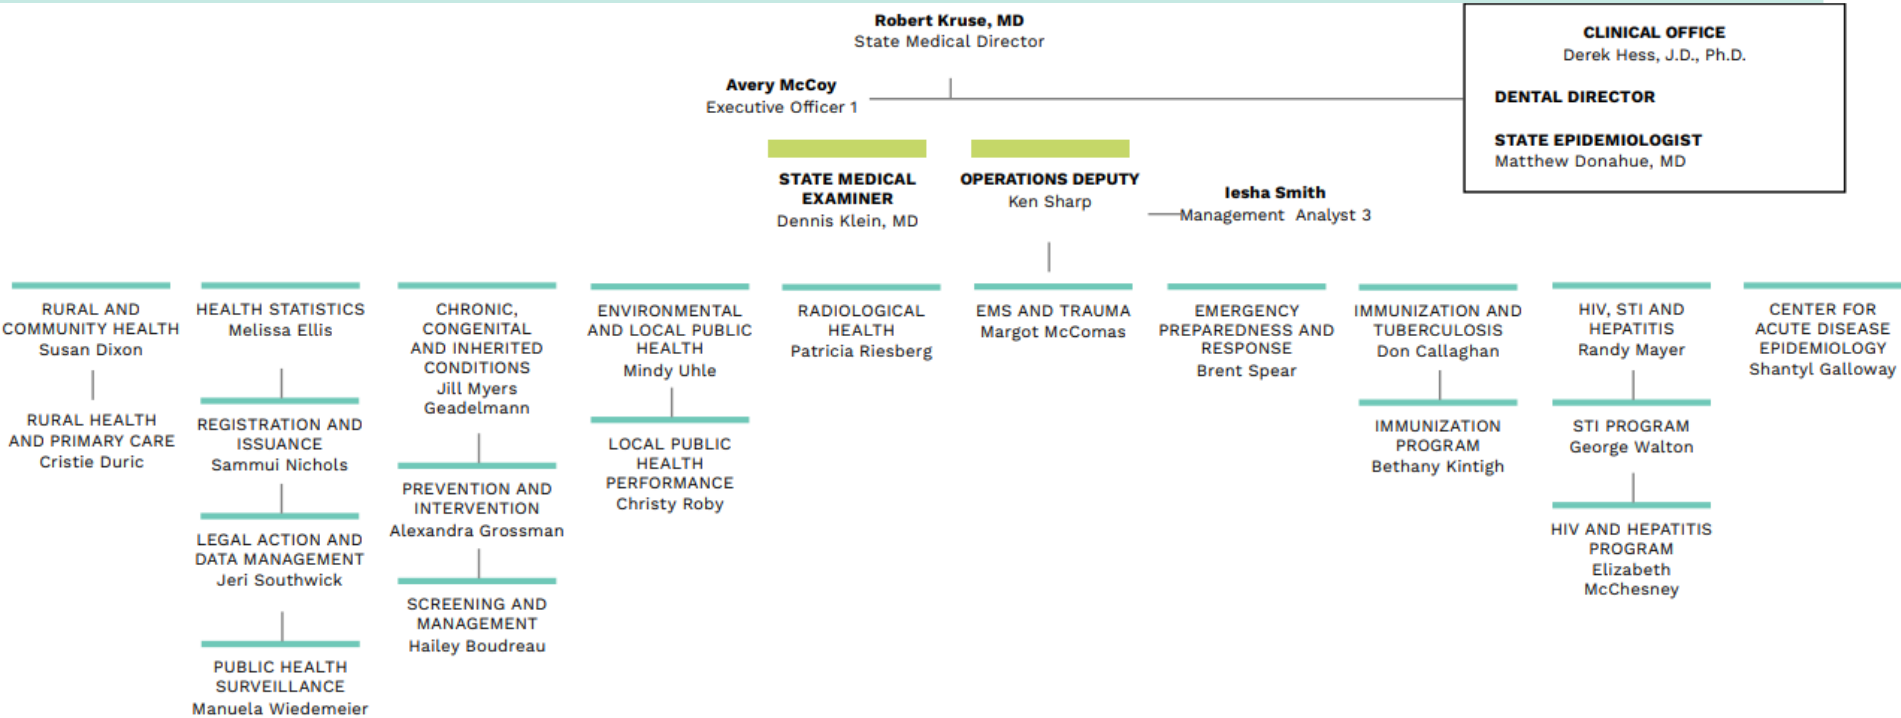 Robert Kruse, MD
State Medical Director
CLINICAL OFFICE
Derek Hess, J.D., Ph.D.
DENTAL DIRECTOR
STATE EPIDEMIOLOGIST
Matthew Donahue, MD
Avery McCoy
Executive Officer 1
STATE MEDICAL
EXAMINER
Dennis Klein, MD
OPERATIONS DEPUTY
Ken Sharp
Iesha Smith
Management Analyst 3
RURAL AND
COMMUNITY HEALTH
Susan Dixon
RURAL HEALTH
AND PRIMARY CARE
Cristie Duric
HEALTH STATISTICS
Melissa Ellis
REGISTRATION AND
ISSUANCE
Sammui Nichols
LEGAL ACTION AND
DATA MANAGEMENT
Jeri Southwick
PUBLIC HEALTH
SURVEILLANCE
Manuela Wiedemeier
CHRONIC,
CONGENITAL
AND INHERITED
CONDITIONS
Jill Myers
Geadelmann
PREVENTION AND
INTERVENTION
Alexandra Grossman
SCREENING AND
MANAGEMENT
Hailey Boudreau
ENVIRONMENTAL
AND LOCAL PUBLIC
HEALTH
Mindy Uhle
LOCAL PUBLIC
HEALTH
PERFORMANCE
Christy Roby
RADIOLOGICAL
HEALTH
Patricia Riesberg
EMS AND TRAUMA
Margot McComas
EMERGENCY
PREPAREDNESS AND
RESPONSE
Brent Spear
IMMUNIZATION AND
TUBERCULOSIS
Don Callaghan
IMMUNIZATION
PROGRAM
Bethany Kintigh
HIV, STI AND
HEPATITIS
Randy Mayer
STI PROGRAM
George Walton
HIV AND HEPATITIS
PROGRAM
Elizabeth
McChesney
CENTER FOR
ACUTE DISEASE
EPIDEMIOLOGY
Shantyl Galloway